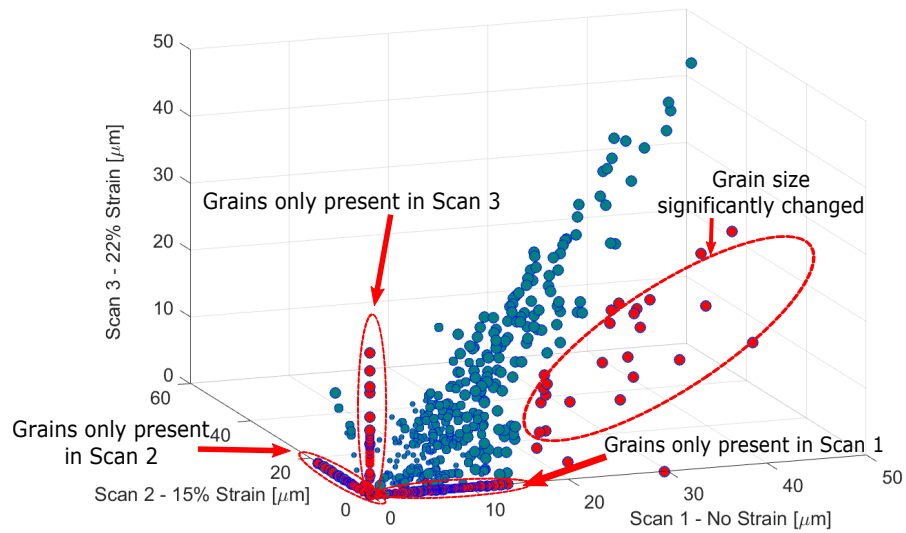 50
40
30
20
10
0
Scan 3 - 22% Strain [μm]
Grains only present in Scan 3
Grain size
significantly changed
60
40
20
0
Grains only present
in Scan 2
Scan 2 - 15% Strain [μm]
Grains only present in Scan 1
0
10
20
30
40
50
Scan 1 - No Strain [μm]